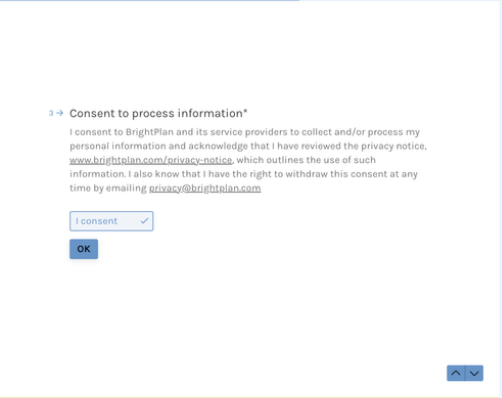 3 → Consent to process information*
I consent to BrightPlan and its service providers to collect and/or process my
personal information and acknowledge that I have reviewed the privacy notice,
www.brightplan.com/privacy-notice, which outlines the use of such
information. I also know that I have the right to withdraw this consent at any
time by emailing privacy@brightplan.com
I consent
OK